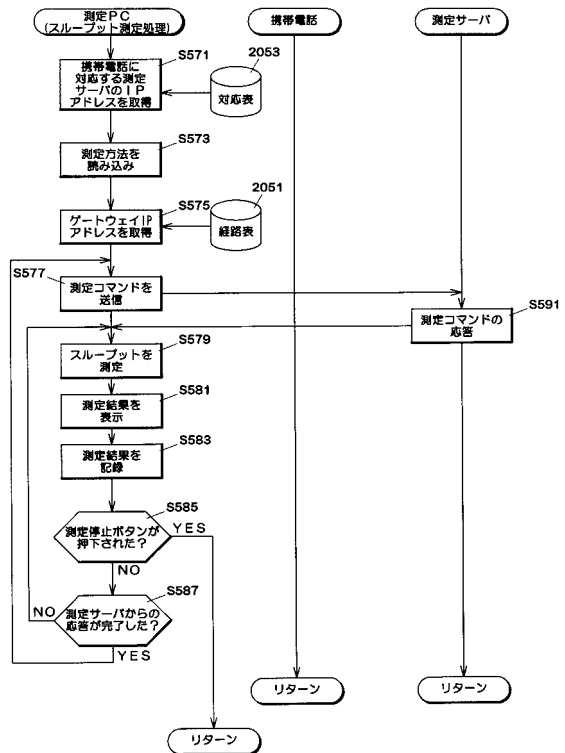 測定PC
(スループット測定処理)
携帯電話
測定サーバ
S571
携帯電話に
対応する測定
サーバのIP
アドレスを取得
2053
対応表
S573
測定方法を
読み込み
S575
ゲートウェイIP
アドレスを取得
2051
経路表
S577
測定コマンドを
送信
S591
測定コマンドの
応答
S579
スループットを
測定
S581
測定結果を
表示
S583
測定結果を
記録
S585
測定停止ボタンが
押下された?
YES
NO
S587
測定サーバからの
応答が完了した?
NO
YES
リターン
リターン
リターン